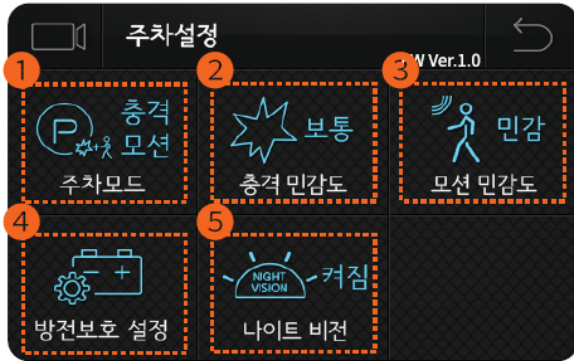 주차설정
FW Ver.1.0
1
2
3
P
충격
모션
보통
민감
주차모드
충격 민감도
모션 민감도
4
5
- +
NIGHT
VISION
켜짐
방전보호 설정
나이트 비전